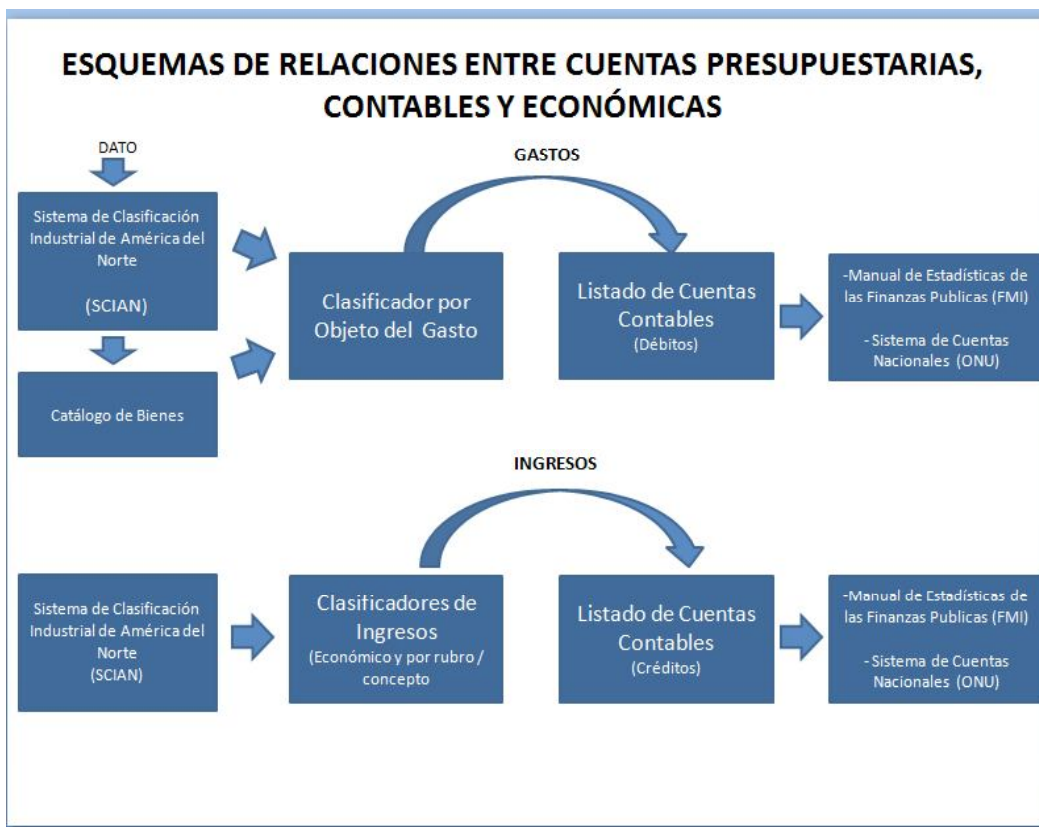 ESQUEMAS DE RELACIONES ENTRE CUENTAS PRESUPUESTARIAS,
CONTABLES Y ECONÓMICAS
DATO
Sistema de Clasificación
Industrial de América del
Norte
(SCIAN)
Catálogo de Bienes
GASTOS
Clasificador por
Objeto del Gasto
Listado de Cuentas
Contables
(Débitos)
-Manual de Estadísticas de
las Finanzas Publicas (FMI)
- Sistema de Cuentas
Nacionales (ONU)
INGRESOS
Sistema de Clasificación
Industrial de América del
Norte
(SCIAN)
Clasificadores de
Ingresos
(Económico y por rubro /
concepto
Listado de Cuentas
Contables
(Créditos)
-Manual de Estadísticas de
las Finanzas Publicas (FMI)
- Sistema de Cuentas
Nacionales (ONU)